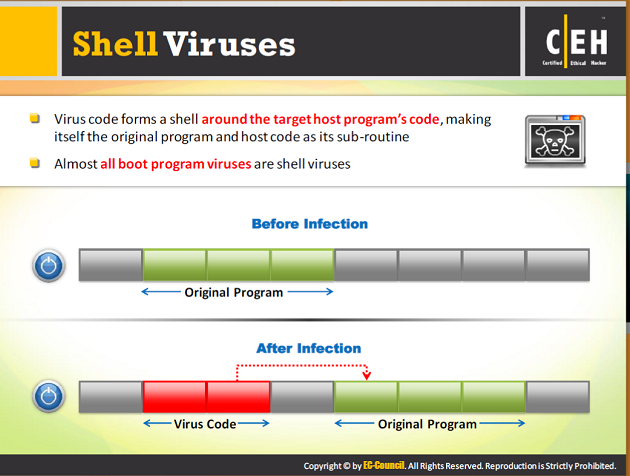 Shell Viruses
CEH
Certified Ethical Hacker
Virus code forms a shell around the target host program's code, making
itself the original program and host code as its sub-routine
Almost all boot program viruses are shell viruses
Before Infection
Original Program
After Infection
Virus Code
Original Program
Copyright © by EC-Council. All Rights Reserved. Reproduction is Strictly Prohibited.